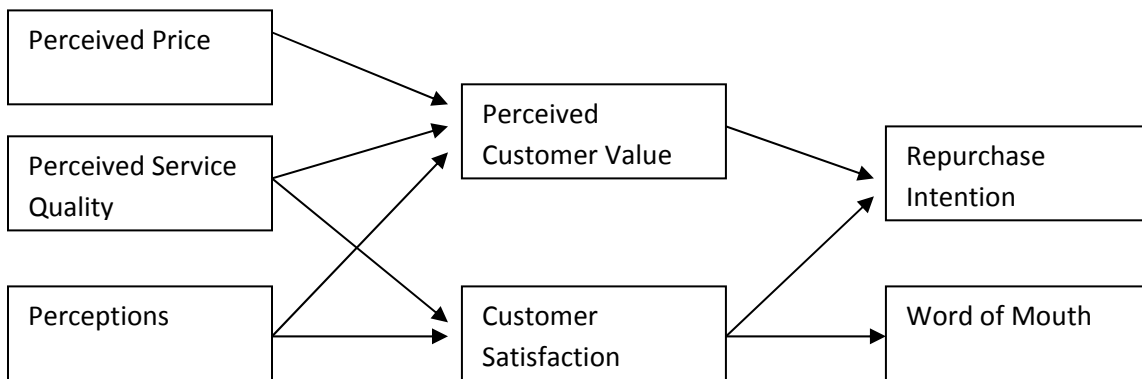 Perceived Price
Perceived Service
Quality
Perceptions
Perceived
Customer Value
Customer
Satisfaction
Repurchase
Intention
Word of Mouth